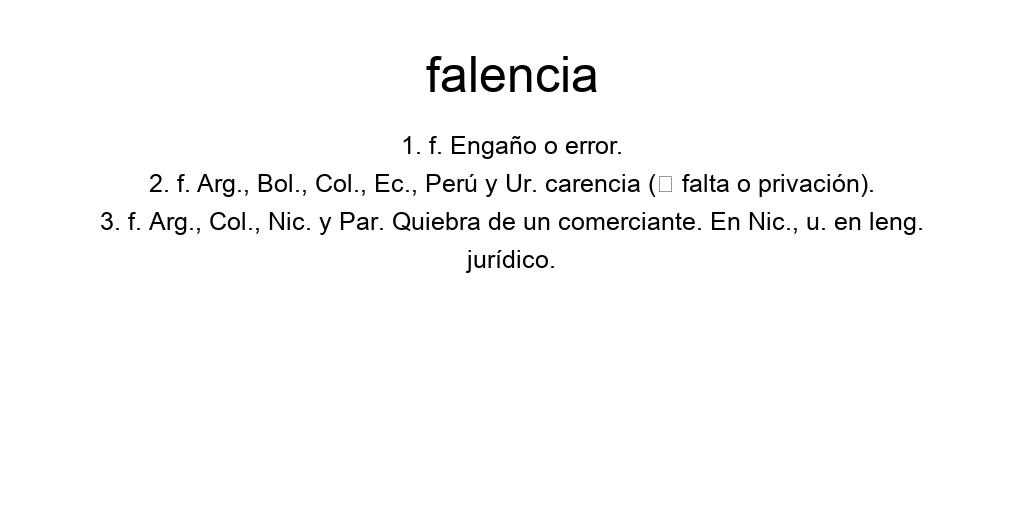 falencia
1. f. Engaño o error.
2. f. Arg., Bol., Col., Ec., Perú y Ur. carencia (□ falta o privación).
3. f. Arg., Col., Nic. y Par. Quiebra de un comerciante. En Nic., u. en leng.
jurídico.